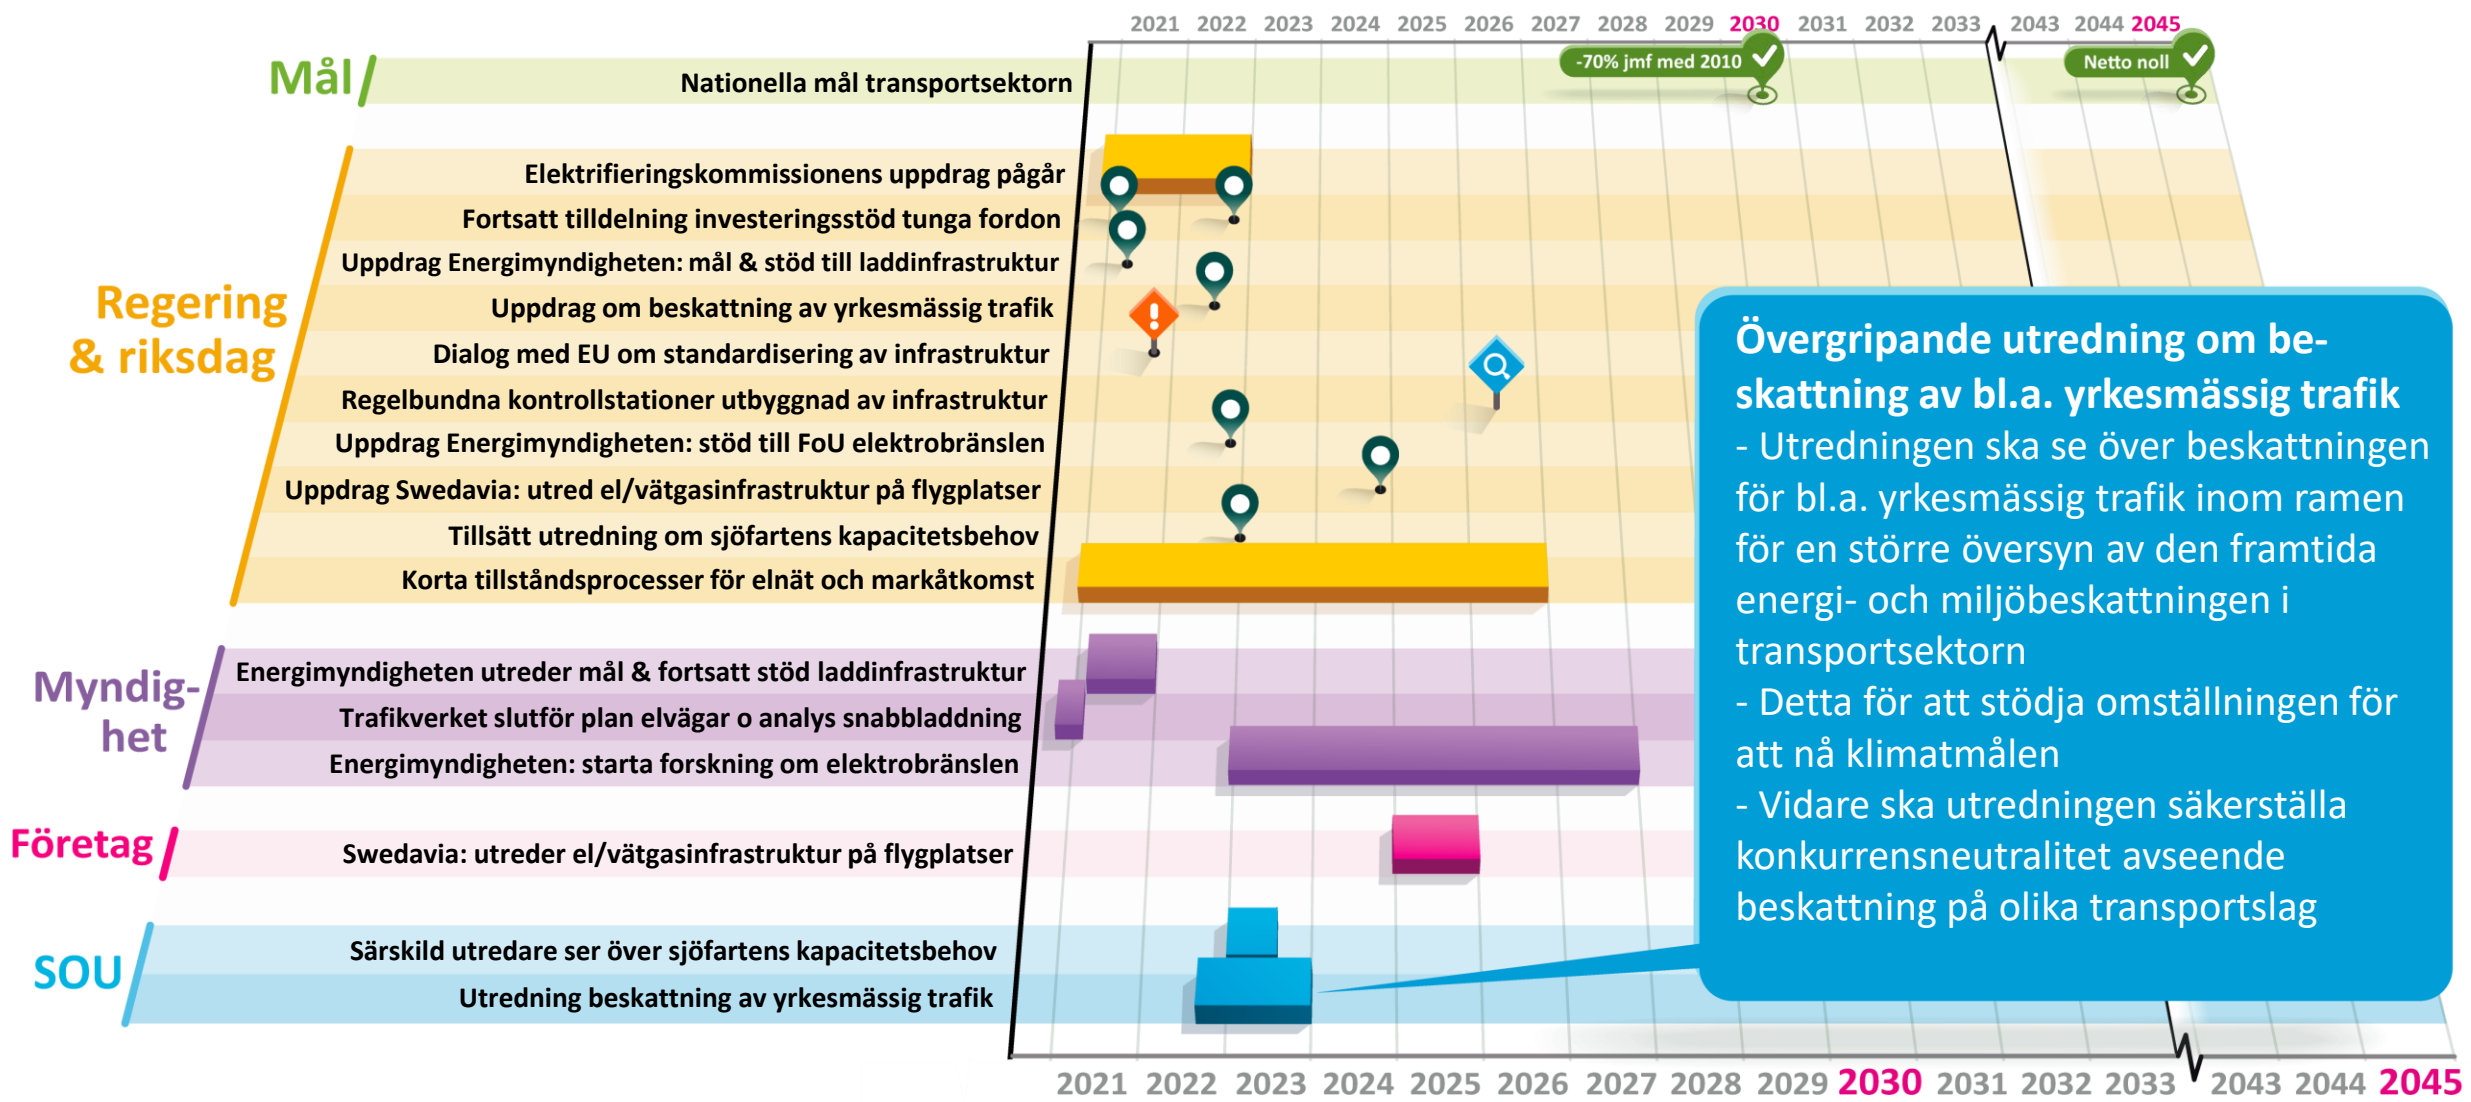 2021 2022 2023 2024 2025 2026 2027 2028 2029 2030 2031 2032 2033 2043 2044 2045
Mål
Nationella mål transportsektorn
-70% jmf med 2010
Netto noll
Regering
& riksdag
Elektrifieringskommissionens uppdrag pågår
Fortsatt tilldelning investeringsstöd tunga fordon
Uppdrag Energimyndigheten: mål & stöd till laddinfrastruktur
Uppdrag om beskattning av yrkesmässig trafik
Dialog med EU om standardisering av infrastruktur
Regelbundna kontrollstationer utbyggnad av infrastruktur
Uppdrag Energimyndigheten: stöd till FoU elektrobränslen
Uppdrag Swedavia: utred el/vätgasinfrastruktur på flygplatser
Tillsätt utredning om sjöfartens kapacitetsbehov
Korta tillståndsprocesser för elnät och markåtkomst
Myndig-
het
Energimyndigheten utreder mål & fortsatt stöd laddinfrastruktur
Trafikverket slutför plan elvägar o analys snabbladdning
Energimyndigheten: starta forskning om elektrobränslen
Företag
Swedavia: utreder el/vätgasinfrastruktur på flygplatser
SOU
Särskild utredare ser över sjöfartens kapacitetsbehov
Utredning beskattning av yrkesmässig trafik
Övergripande utredning om be-
skattning av bl.a. yrkesmässig trafik
- Utredningen ska se över beskattningen
för bl.a. yrkesmässig trafik inom ramen
för en större översyn av den framtida
energi- och miljöbeskattningen i
transportsektorn
- Detta för att stödja omställningen för
att nå klimatmålen
- Vidare ska utredningen säkerställa
konkurrensneutralitet avseende
beskattning på olika transportslag
2021 2022 2023 2024 2025 2026 2027 2028 2029 2030 2031 2032 2033 2043 2044 2045